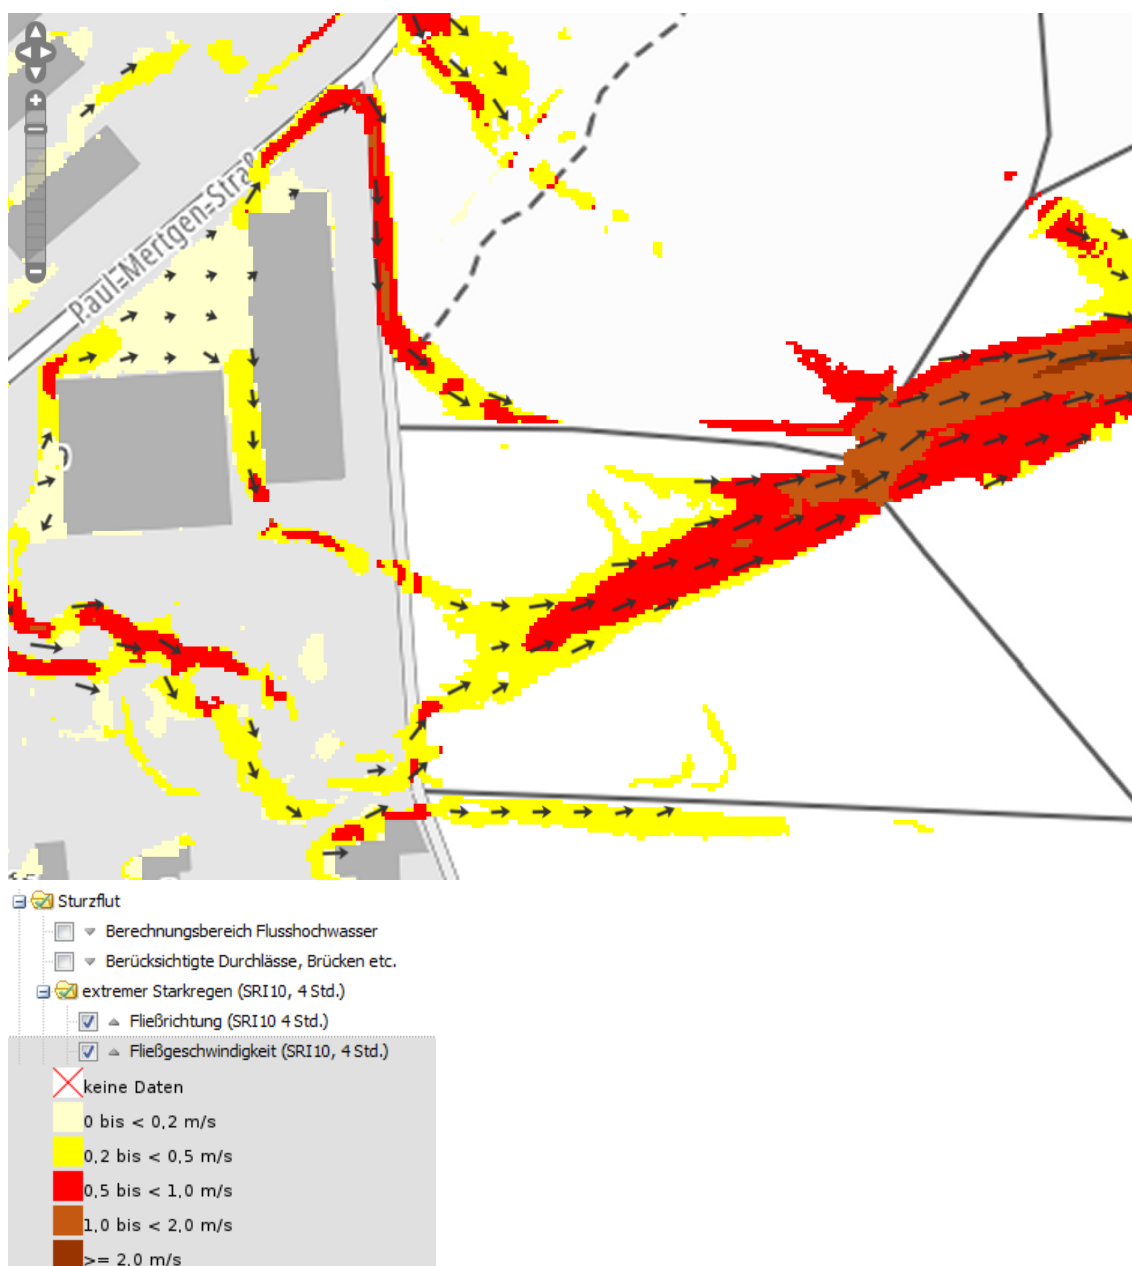 Paul-Mertgen-Straß
Sturzflut
Berechnungsbereich Flusshochwasser
Berücksichtigte Durchlässe, Brücken etc.
extremer Starkregen (SRI10, 4 Std.)
Fließrichtung (SRI10 4 Std.)
Fließgeschwindigkeit (SRI10, 4 Std.)
keine Daten
0 bis < 0,2 m/s
0,2 bis < 0,5 m/s
0,5 bis < 1,0 m/s
1,0 bis < 2,0 m/s
>= 2,0 m/s